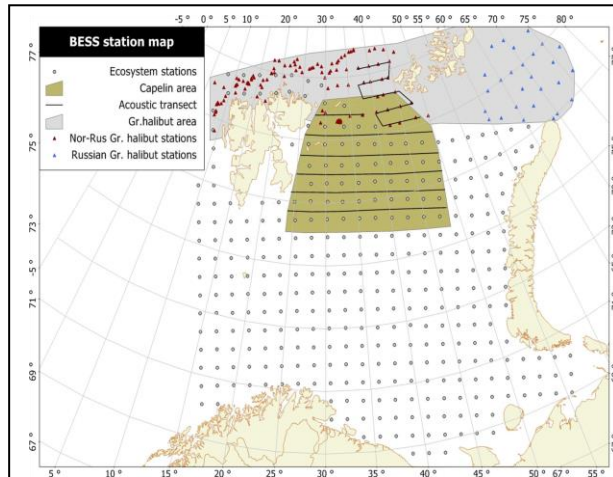 -5° 0° 5° 10° 15° 20° 30° 40° 50° 55° 60° 65° 70° 75° 80°
BESS station map
Ecosystem stations
Capelin area
Acoustic transect
Gr.halibut area
Nor-Rus Gr. halibut stations
Russian Gr. halibut stations
77°
75°
73°
-5°
71°
69°
67°
5° 10° 15° 20° 25° 30° 35° 40° 45° 50° 55° 67°